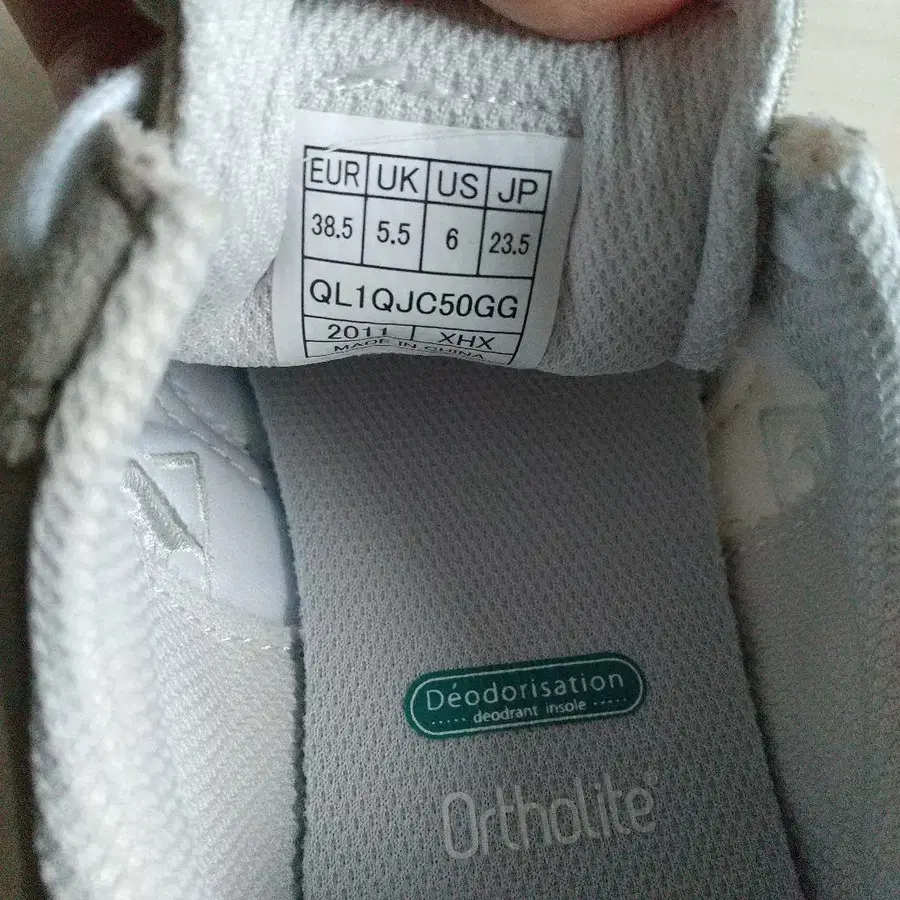 EUR UK US JP
38.5 5.5 6 23.5
QL1QJC50GG
2011 XHX
MADE IN CHINA
Déodorisation
deodrant insole
Ortholite